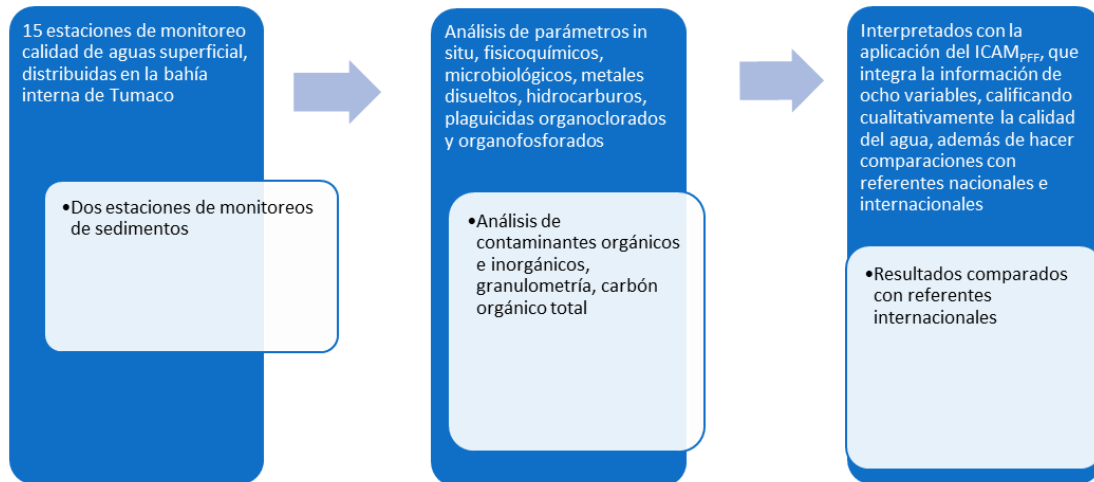 15 estaciones de monitoreo
calidad de aguas superficial,
distribuidas en la bahía
interna de Tumaco
•Dos estaciones de monitoreos
de sedimentos
Análisis de parámetros in
situ, fisicoquímicos,
microbiológicos, metales
disueltos, hidrocarburos,
plaguicidas organoclorados
y organofosforados
•Análisis de
contaminantes orgánicos
e inorgánicos,
granulometría, carbón
orgánico total
Interpretados con la
aplicación del ICAMPFF, que
integra la información de
ocho variables, calificando
cualitativamente la calidad
del agua, además de hacer
comparaciones con
referentes nacionales e
internacionales
•Resultados comparados
con referentes
internacionales